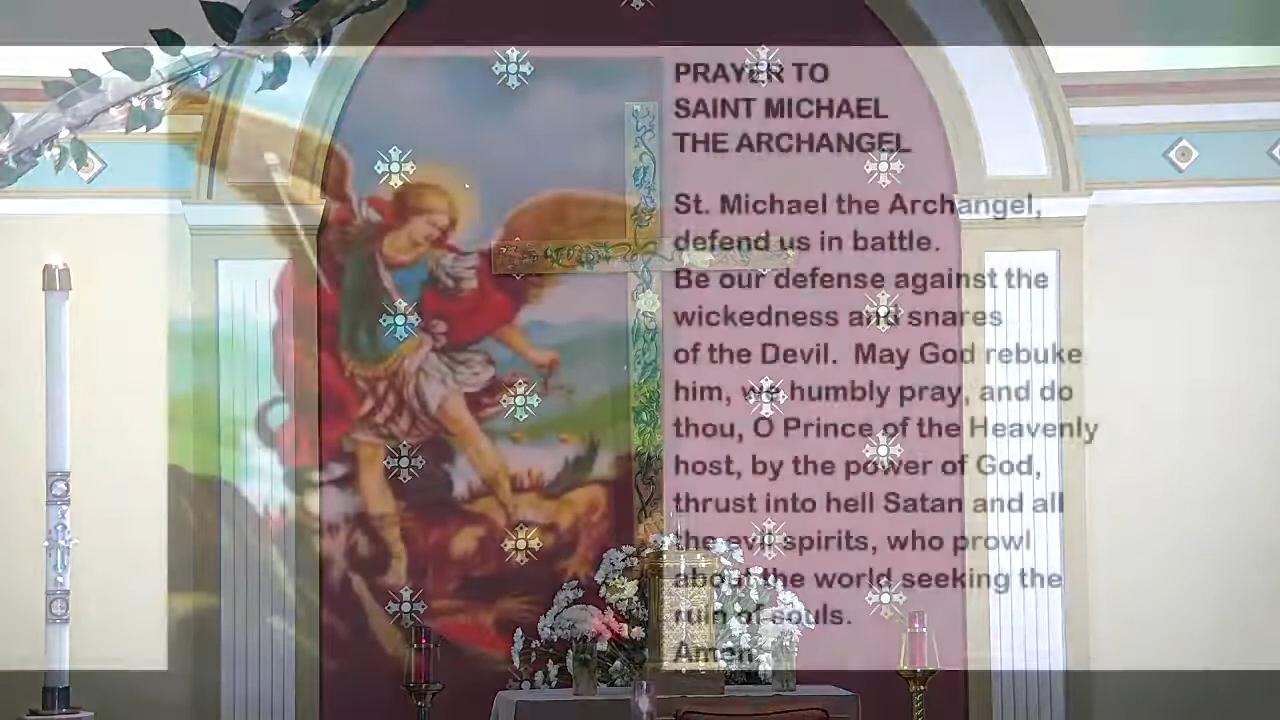 PRAYER TO
SAINT MICHAEL
THE ARCHANGEL
St. Michael the Archangel,
defend us in battle.
Be our defense against the
wickedness and snares
of the Devil.  May God rebuke
him, we humbly pray, and do
thou, O Prince of the Heavenly
host, by the power of God,
thrust into hell Satan and all
the evil spirits, who prowl
about the world seeking the
ruin of souls.
Amen